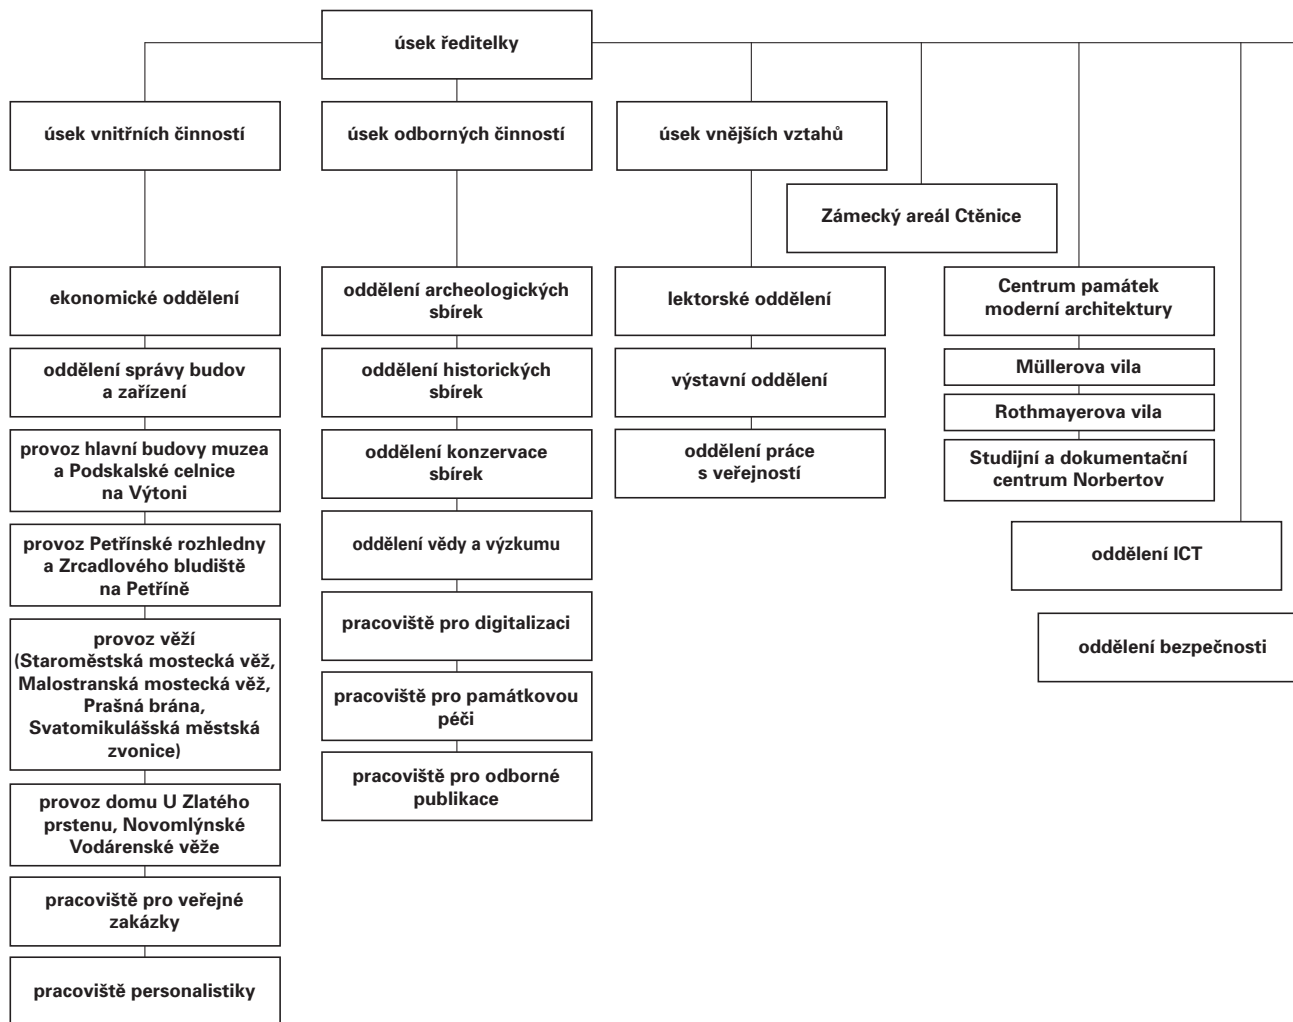 úsek ředitelky
úsek vnitřních činností
úsek odborných činností
úsek vnějších vztahů
Zámecký areál Ctěnice
ekonomické oddělení
oddělení správy budov
a zařízení
provoz hlavní budovy muzea
a Podskalské celnice
na Výtoni
provoz Petřínské rozhledny
a Zrcadlového bludiště
na Petříně
provoz věží
(Staroměstská mostecká věž,
Malostranská mostecká věž,
Prašná brána,
Svatomikulášská městská
zvonice)
provoz domu U Zlatého
prstenu, Novomlýnské
Vodárenské věže
pracoviště pro veřejné
zakázky
pracoviště personalistiky
oddělení archeologických
sbírek
oddělení historických
sbírek
oddělení konzervace
sbírek
oddělení vědy a výzkumu
pracoviště pro digitalizaci
pracoviště pro památkovou
péči
pracoviště pro odborné
publikace
lektorské oddělení
výstavní oddělení
oddělení práce
s veřejností
Centrum památek
moderní architektury
Müllerova vila
Rothmayerova vila
Studijní a dokumentační
centrum Norbertov
oddělení ICT
oddělení bezpečnosti